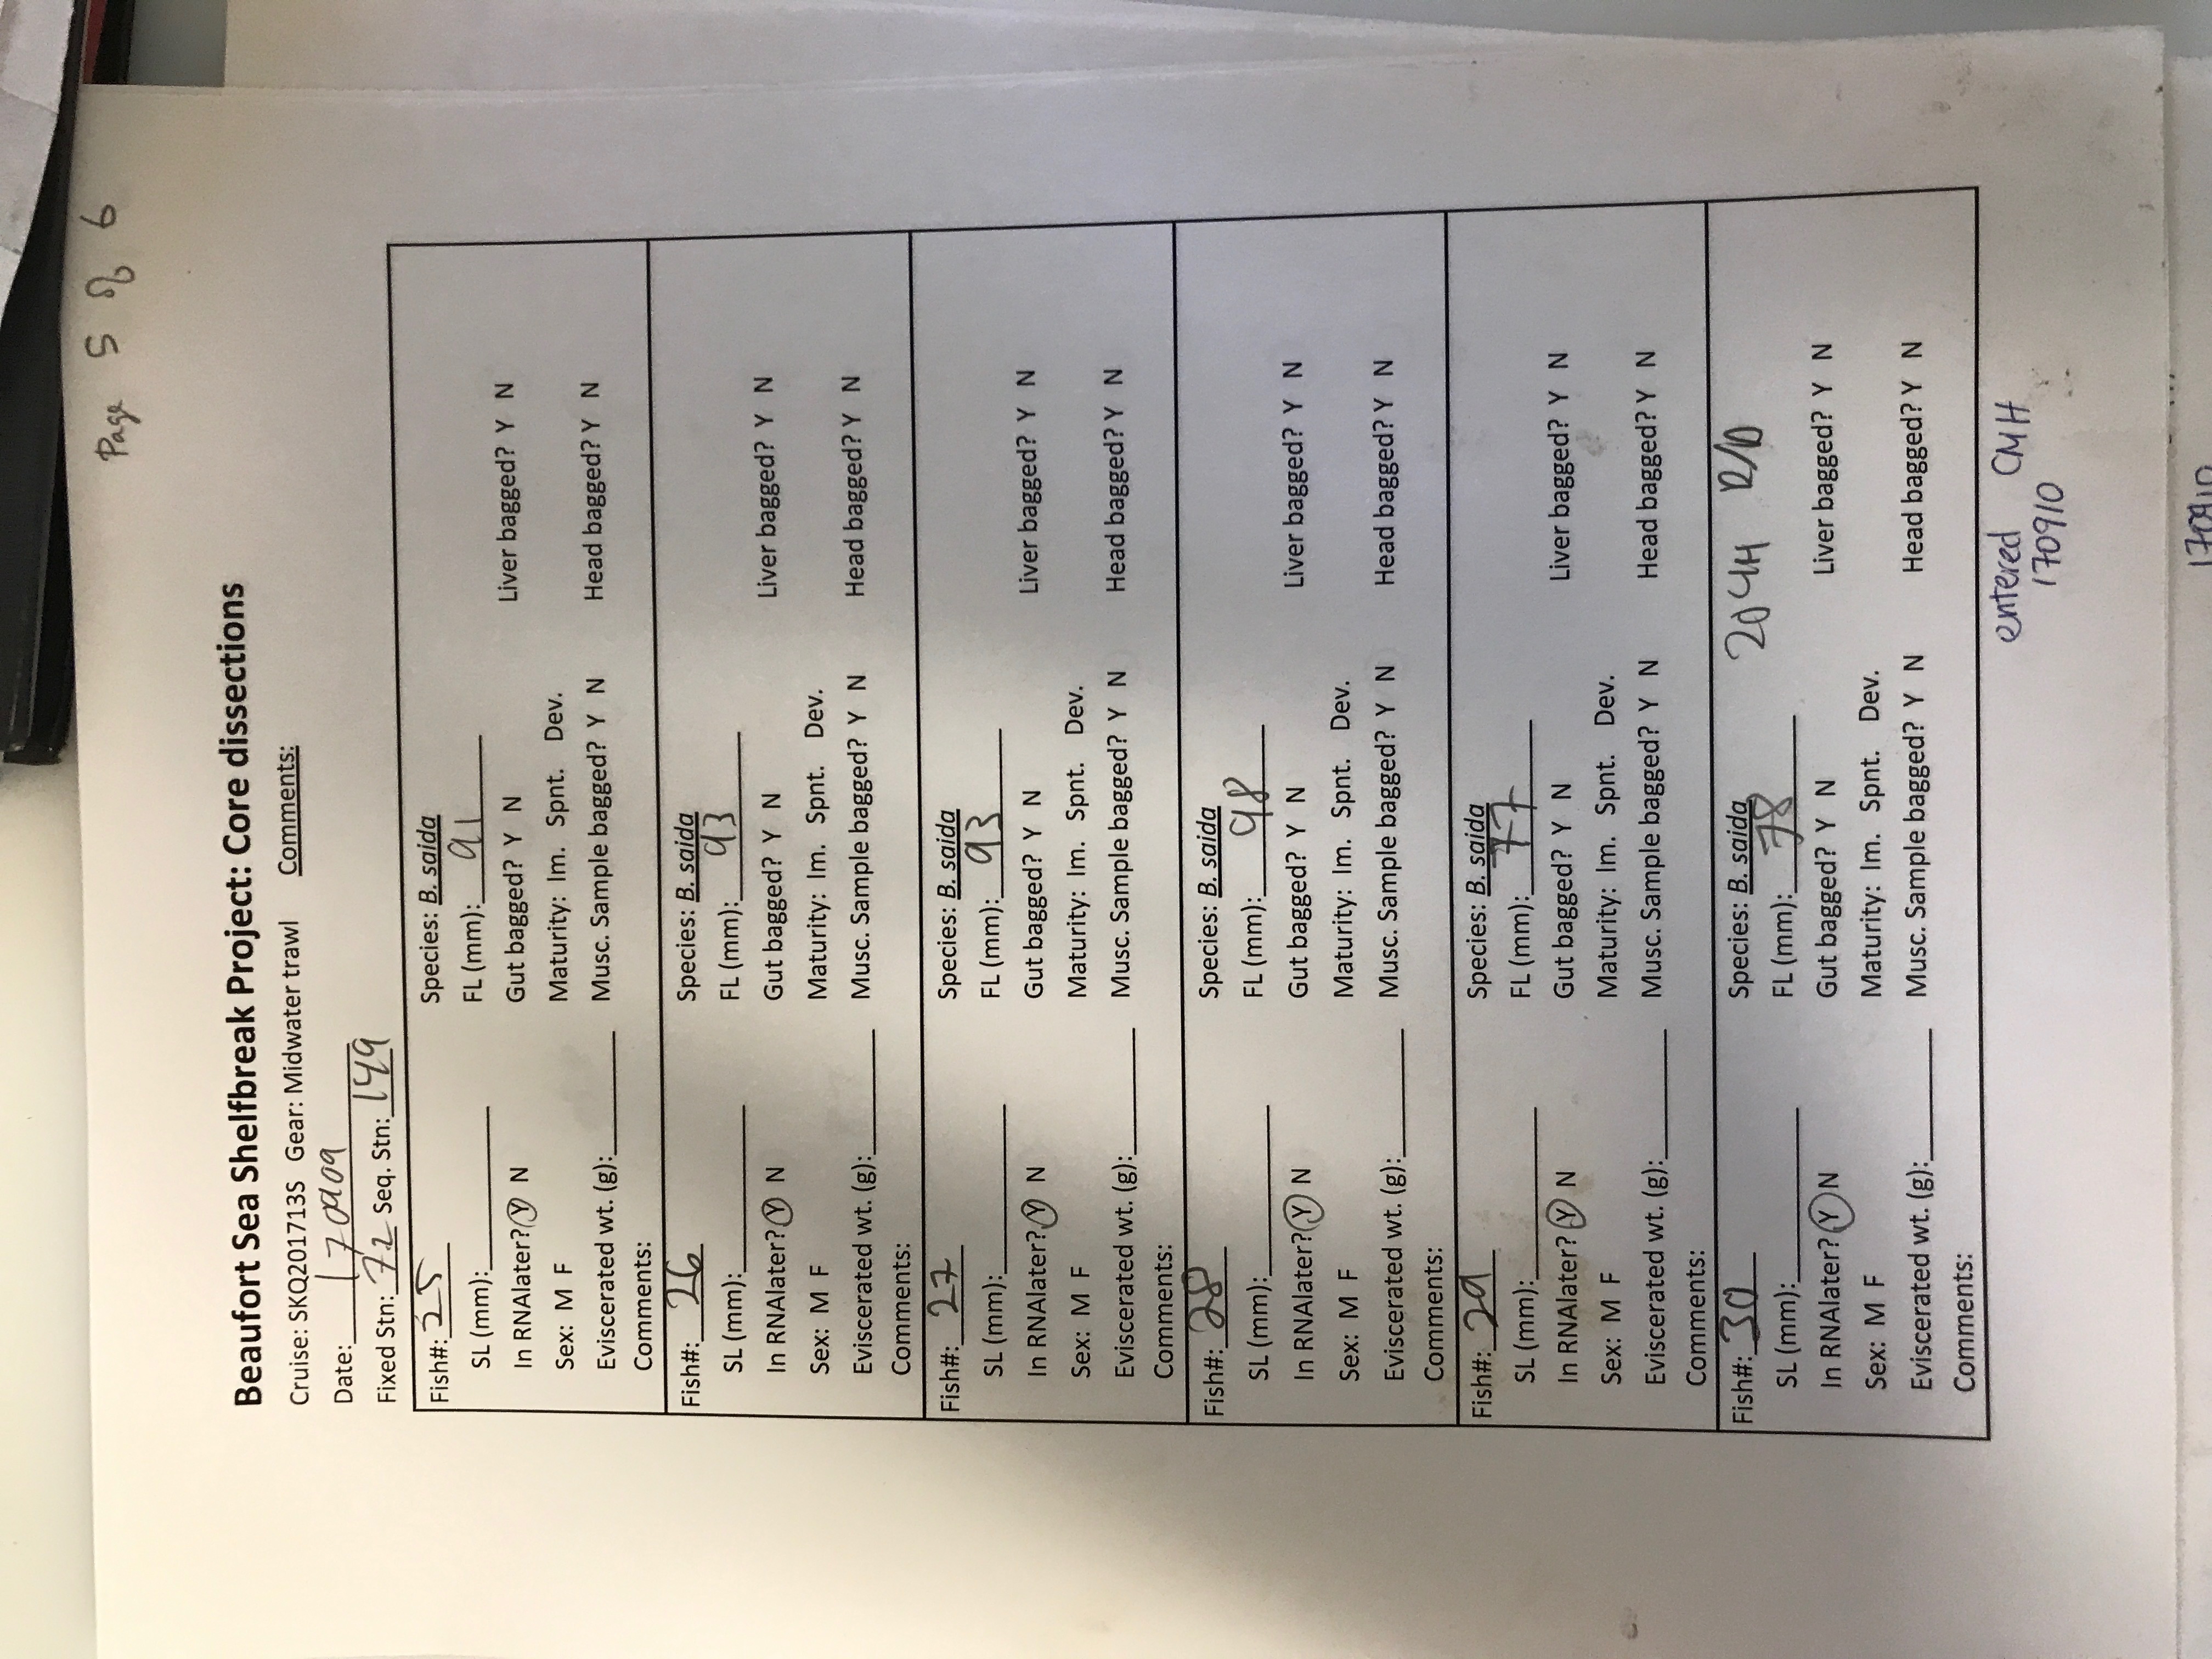 Page 5 of 6
Beaufort Sea Shelfbreak Project: Core dissections
Cruise: SKQ201713S Gear: Midwater trawl Comments:
Date: 170909
Fixed Stn: 72 Seq. Stn: 149
Fish#: 25 Species: B. saida
SL (mm): FL (mm): 91
In RNAlater? Y N Gut bagged? Y N Liver bagged? Y N
Sex: M F Maturity: Im. Spnt. Dev.
Eviscerated wt. (g): Musc. Sample bagged? Y N Head bagged? Y N
Comments:
Fish#: 26 Species: B. saida
SL (mm): FL (mm): 93
In RNAlater? Y N Gut bagged? Y N Liver bagged? Y N
Sex: M F Maturity: Im. Spnt. Dev.
Eviscerated wt. (g): Musc. Sample bagged? Y N Head bagged? Y N
Comments:
Fish#: 27 Species: B. saida
SL (mm): FL (mm): 93
In RNAlater? Y N Gut bagged? Y N Liver bagged? Y N
Sex: M F Maturity: Im. Spnt. Dev.
Eviscerated wt. (g): Musc. Sample bagged? Y N Head bagged? Y N
Comments:
Fish#: 28 Species: B. saida
SL (mm): FL (mm): 98
In RNAlater? Y N Gut bagged? Y N Liver bagged? Y N
Sex: M F Maturity: Im. Spnt. Dev.
Eviscerated wt. (g): Musc. Sample bagged? Y N Head bagged? Y N
Comments:
Fish#: 29 Species: B. saida
SL (mm): FL (mm): 77
In RNAlater? Y N Gut bagged? Y N Liver bagged? Y N
Sex: M F Maturity: Im. Spnt. Dev.
Eviscerated wt. (g): Musc. Sample bagged? Y N Head bagged? Y N
Comments:
Fish#: 30 Species: B. saida
SL (mm): FL (mm): 78
In RNAlater? Y N Gut bagged? Y N Liver bagged? Y N
Sex: M F Maturity: Im. Spnt. Dev.
Eviscerated wt. (g): Musc. Sample bagged? Y N Head bagged? Y N
Comments:
entered CMH
170910
170910